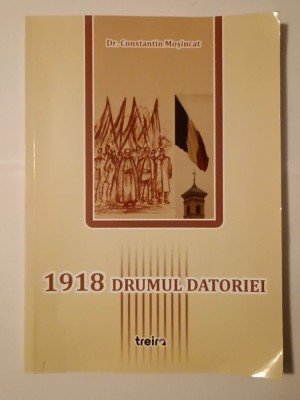 Dr. Constantin Moșincat
1918 DRUMUL DATORIEI
treira